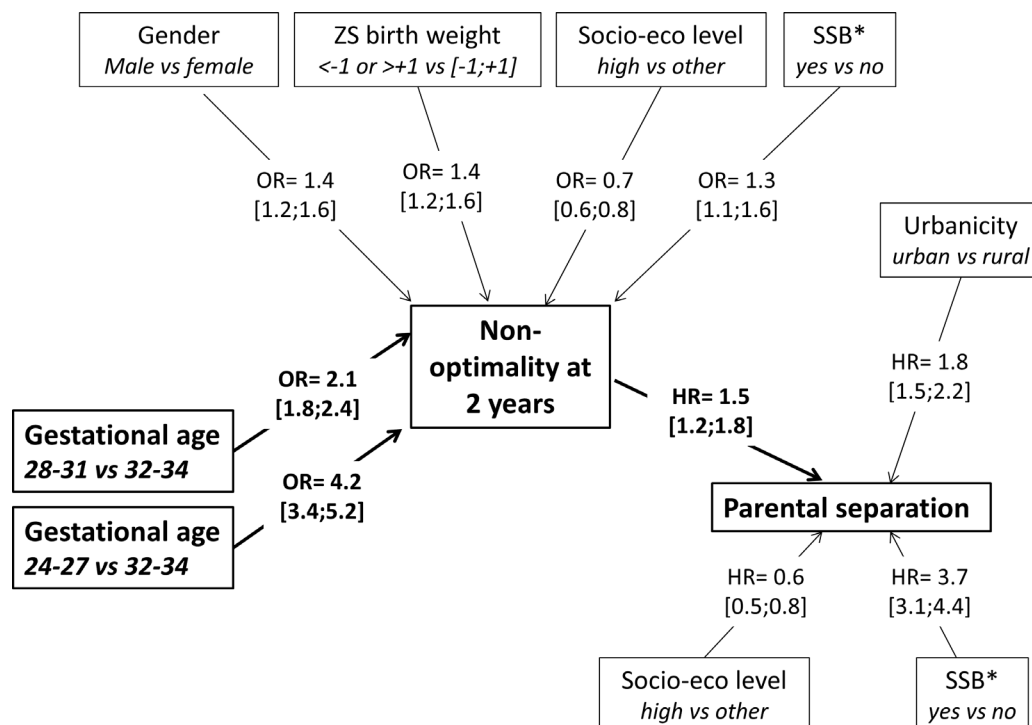 Gender
Male vs female
ZS birth weight
<-1 or >+1 vs [-1;+1]
Socio-eco level
high vs other
SSB*
yes vs no
OR= 1.4
[1.2;1.6]
OR= 1.4
[1.2;1.6]
OR= 0.7
[0.6;0.8]
OR= 1.3
[1.1;1.6]
Urbanicity
urban vs rural
Non-
optimality at
2 years
OR= 2.1
[1.8;2.4]
HR= 1.5
[1.2;1.8]
HR= 1.8
[1.5;2.2]
Gestational age
28-31 vs 32-34
OR= 4.2
[3.4;5.2]
Gestational age
24-27 vs 32-34
Parental separation
HR= 0.6
[0.5;0.8]
HR= 3.7
[3.1;4.4]
Socio-eco level
high vs other
SSB*
yes vs no